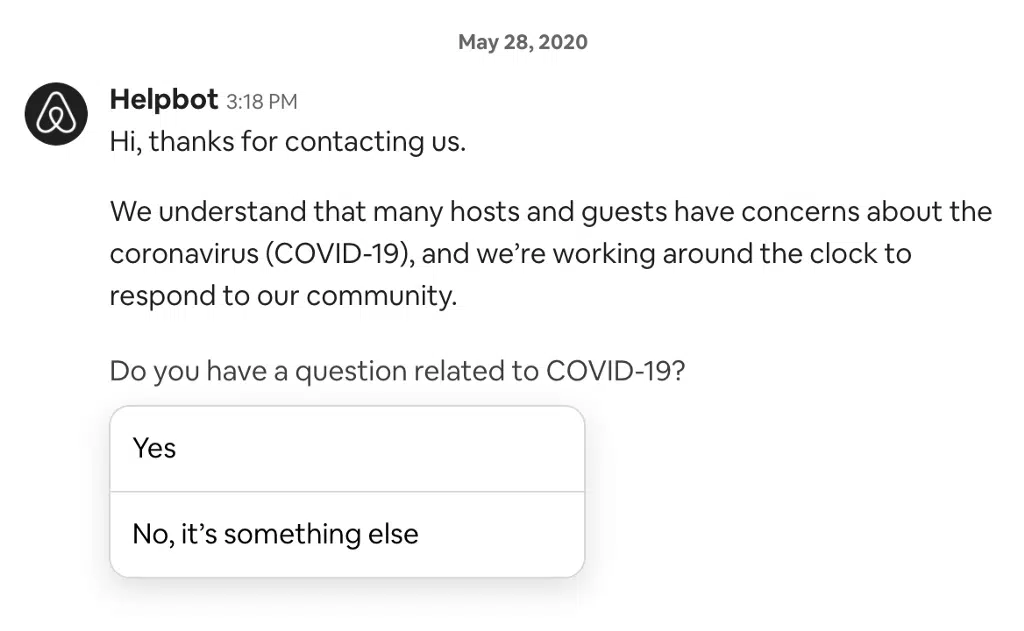 May 28, 2020
Helpbot 3:18 PM
Hi, thanks for contacting us.
We understand that many hosts and guests have concerns about the
coronavirus (COVID-19), and we’re working around the clock to
respond to our community.
Do you have a question related to COVID-19?
Yes
No, it’s something else